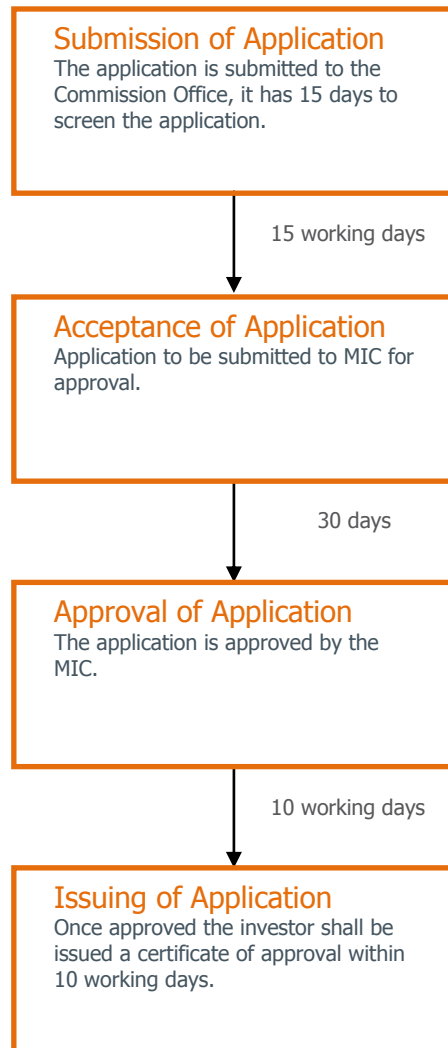 Submission of Application
The application is submitted to the
Commission Office, it has 15 days to
screen the application.
15 working days
Acceptance of Application
Application to be submitted to MIC for
approval.
30 days
Approval of Application
The application is approved by the
MIC.
10 working days
Issuing of Application
Once approved the investor shall be
issued a certificate of approval within
10 working days.